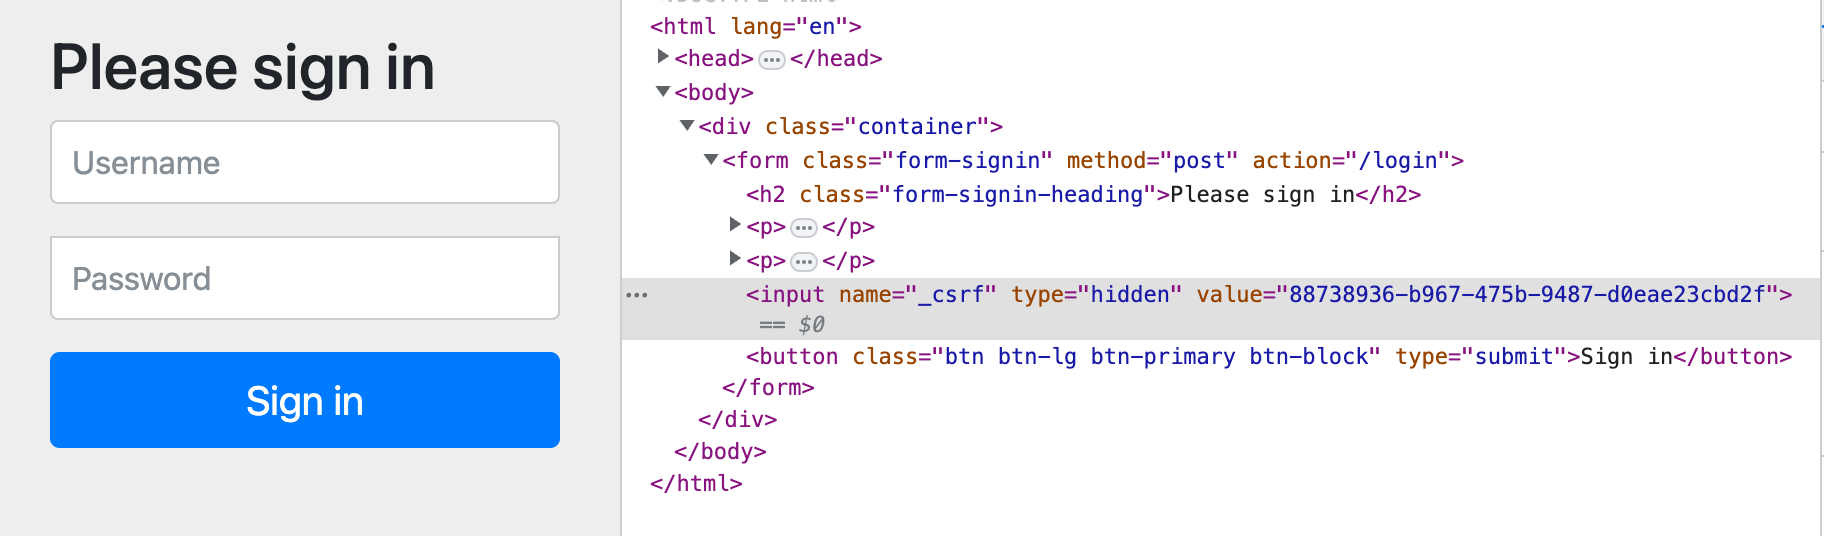 Please sign in
Username
Password
Sign in
<html lang="en">
<head> ••• </head>
<body>
<div class="container">
<form class="form-signin" method="post" action="/login">
<h2 class="form-signin-heading">Please sign in</h2>
<p> ••• </p>
<p> ••• </p>
••• <input name="_csrf" type="hidden" value="88738936-b967-475b-9487-d0eae23cbd2f">
== $0
<button class="btn btn-lg btn-primary btn-block" type="submit">Sign in</button>
</form>
</div>
</body>
</html>